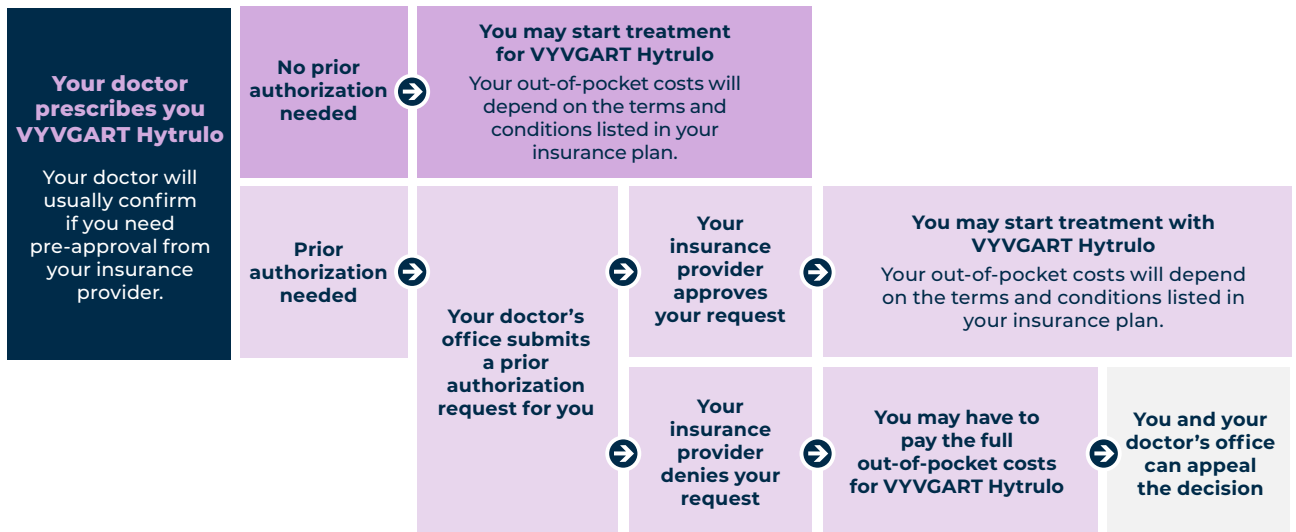 Your doctor
prescribes you
VYVGART Hytrulo
Your doctor will
usually confirm
if you need
pre-approval from
your insurance
provider.
No prior
authorization
needed
You may start treatment
for VYVGART Hytrulo
Your out-of-pocket costs will
depend on the terms and
conditions listed in your
insurance plan.
Prior
authorization
needed
Your doctor’s
office submits
a prior
authorization
request for you
Your
insurance
provider
approves
your request
You may start treatment with
VYVGART Hytrulo
Your out-of-pocket costs will depend
on the terms and conditions listed in
your insurance plan.
Your
insurance
provider
denies your
request
You may have to
pay the full
out-of-pocket costs
for VYVGART Hytrulo
You and your
doctor’s office
can appeal
the decision